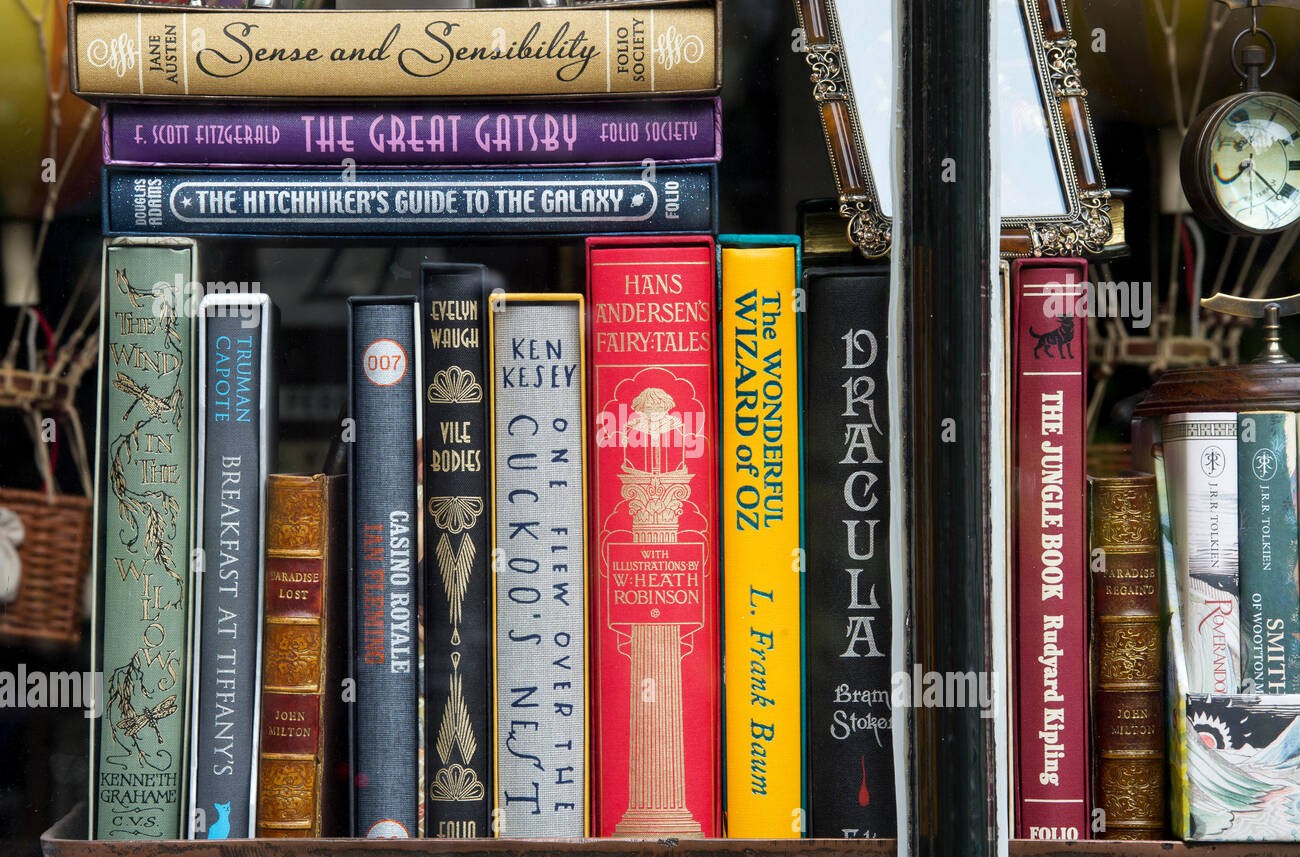 JANE
AUSTEN
Sense and Sensibility
FOLIO
SOCIETY
F. SCOTT FITZGERALD THE GREAT GATSBY FOLIO SOCIETY
DOUGLAS
ADAMS
THE HITCHHIKER'S GUIDE TO THE GALAXY
FOLIO
THE
WIND
IN THE
WILLOWS
KENNETH
GRAHAME
C.V.S.
TRUMAN
CAPOTE
BREAKFAST AT TIFFANY'S
PARADISE
LOST
JOHN
MILTON
007
CASINO ROYALE
IAN FLEMING
EVELYN
WAUGH
VILE
BODIES
FOLIO
KEN
KESEY
ONE FLEW OVER THE
CUCKOO'S NEST
HANS
ANDERSEN'S
FAIRY·TALES
WITH
ILLUSTRATIONS·BY
W·HEATH
ROBINSON
The WONDERFUL
WIZARD of OZ
L. Frank Baum
DRACULA
Bram
Stoker
THE JUNGLE BOOK Rudyard Kipling
FOLIO
PARADISE
REGAIND
JOHN
MILTON
J.R.R. TOLKIEN
ROVERANDOM
J.R.R. TOLKIEN
SMITH
OF WOOTTON M
alamy
alamy
alamy
alamy